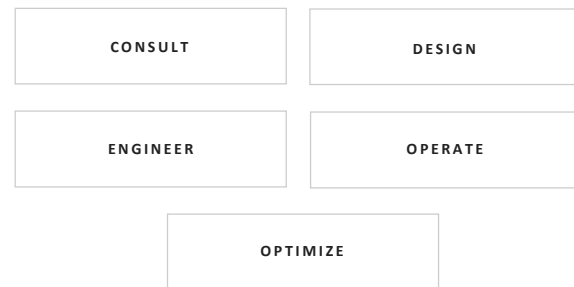 CONSULT
DESIGN
ENGINEER
OPERATE
OPTIMIZE